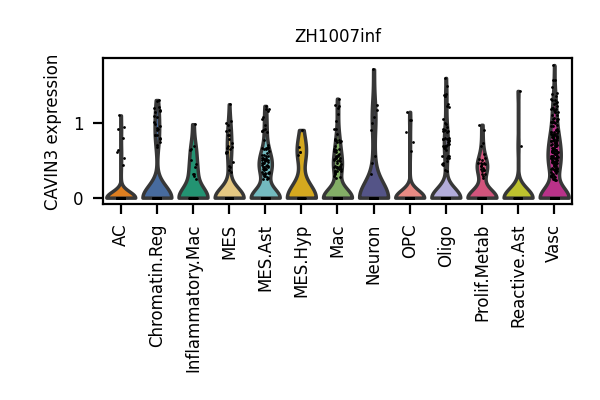 ZH1007inf
CAVIN3 expression
1
0
AC
Chromatin.Reg
Inflammatory.Mac
MES
MES.Ast
MES.Hyp
Mac
Neuron
OPC
Oligo
Prolif.Metab
Reactive.Ast
Vasc